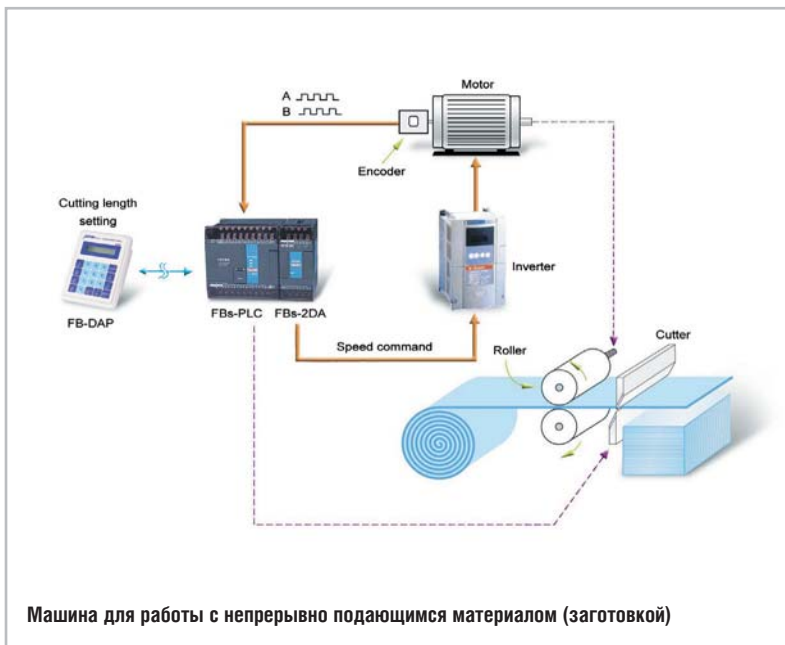 Motor
A
B
Encoder
Cutting length
setting
Inverter
FB-DAP
FBs-PLC FBs-2DA
Speed command
Roller
Cutter
Машина для работы с непрерывно подающимся материалом (заготовкой)